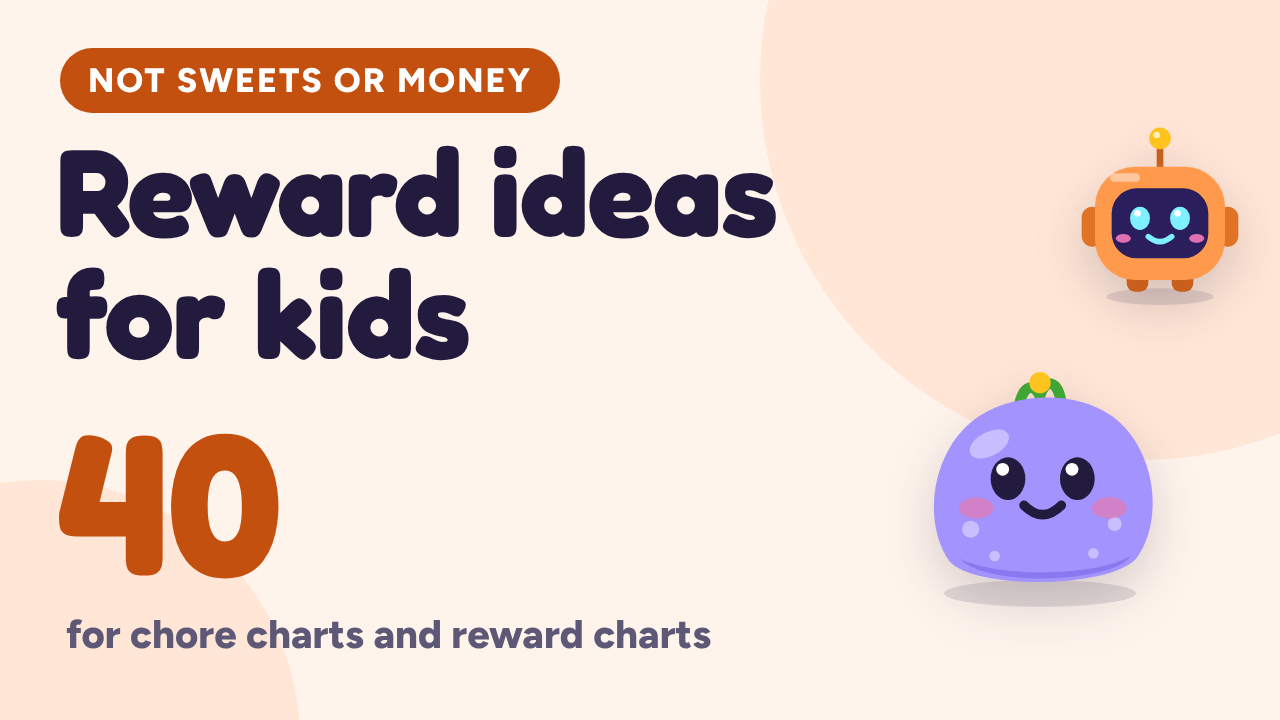 NOT SWEETS OR MONEY
Reward ideas
for kids
40
for chore charts and reward charts